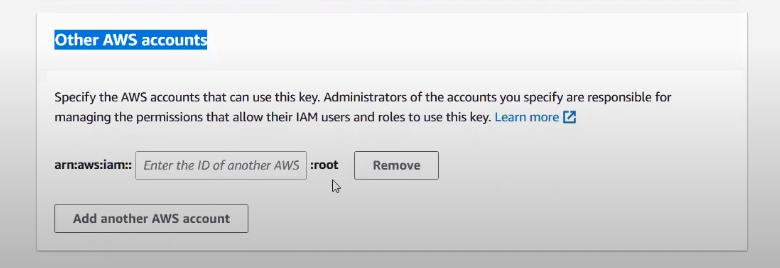 Other AWS accounts
Specify the AWS accounts that can use this key. Administrators of the accounts you specify are responsible for
managing the permissions that allow their IAM users and roles to use this key. Learn more
arn:aws:iam:: Enter the ID of another AWS :root Remove
Add another AWS account